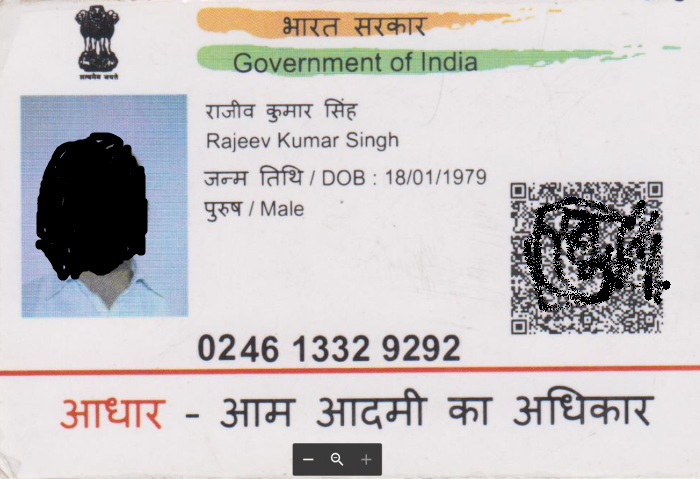 सत्यमेव जयते
भारत सरकार
Government of India
राजीव कुमार सिंह
Rajeev Kumar Singh
जन्म तिथि / DOB : 18/01/1979
पुरुष / Male
0246 1332 9292
आधार - आम आदमी का अधिकार